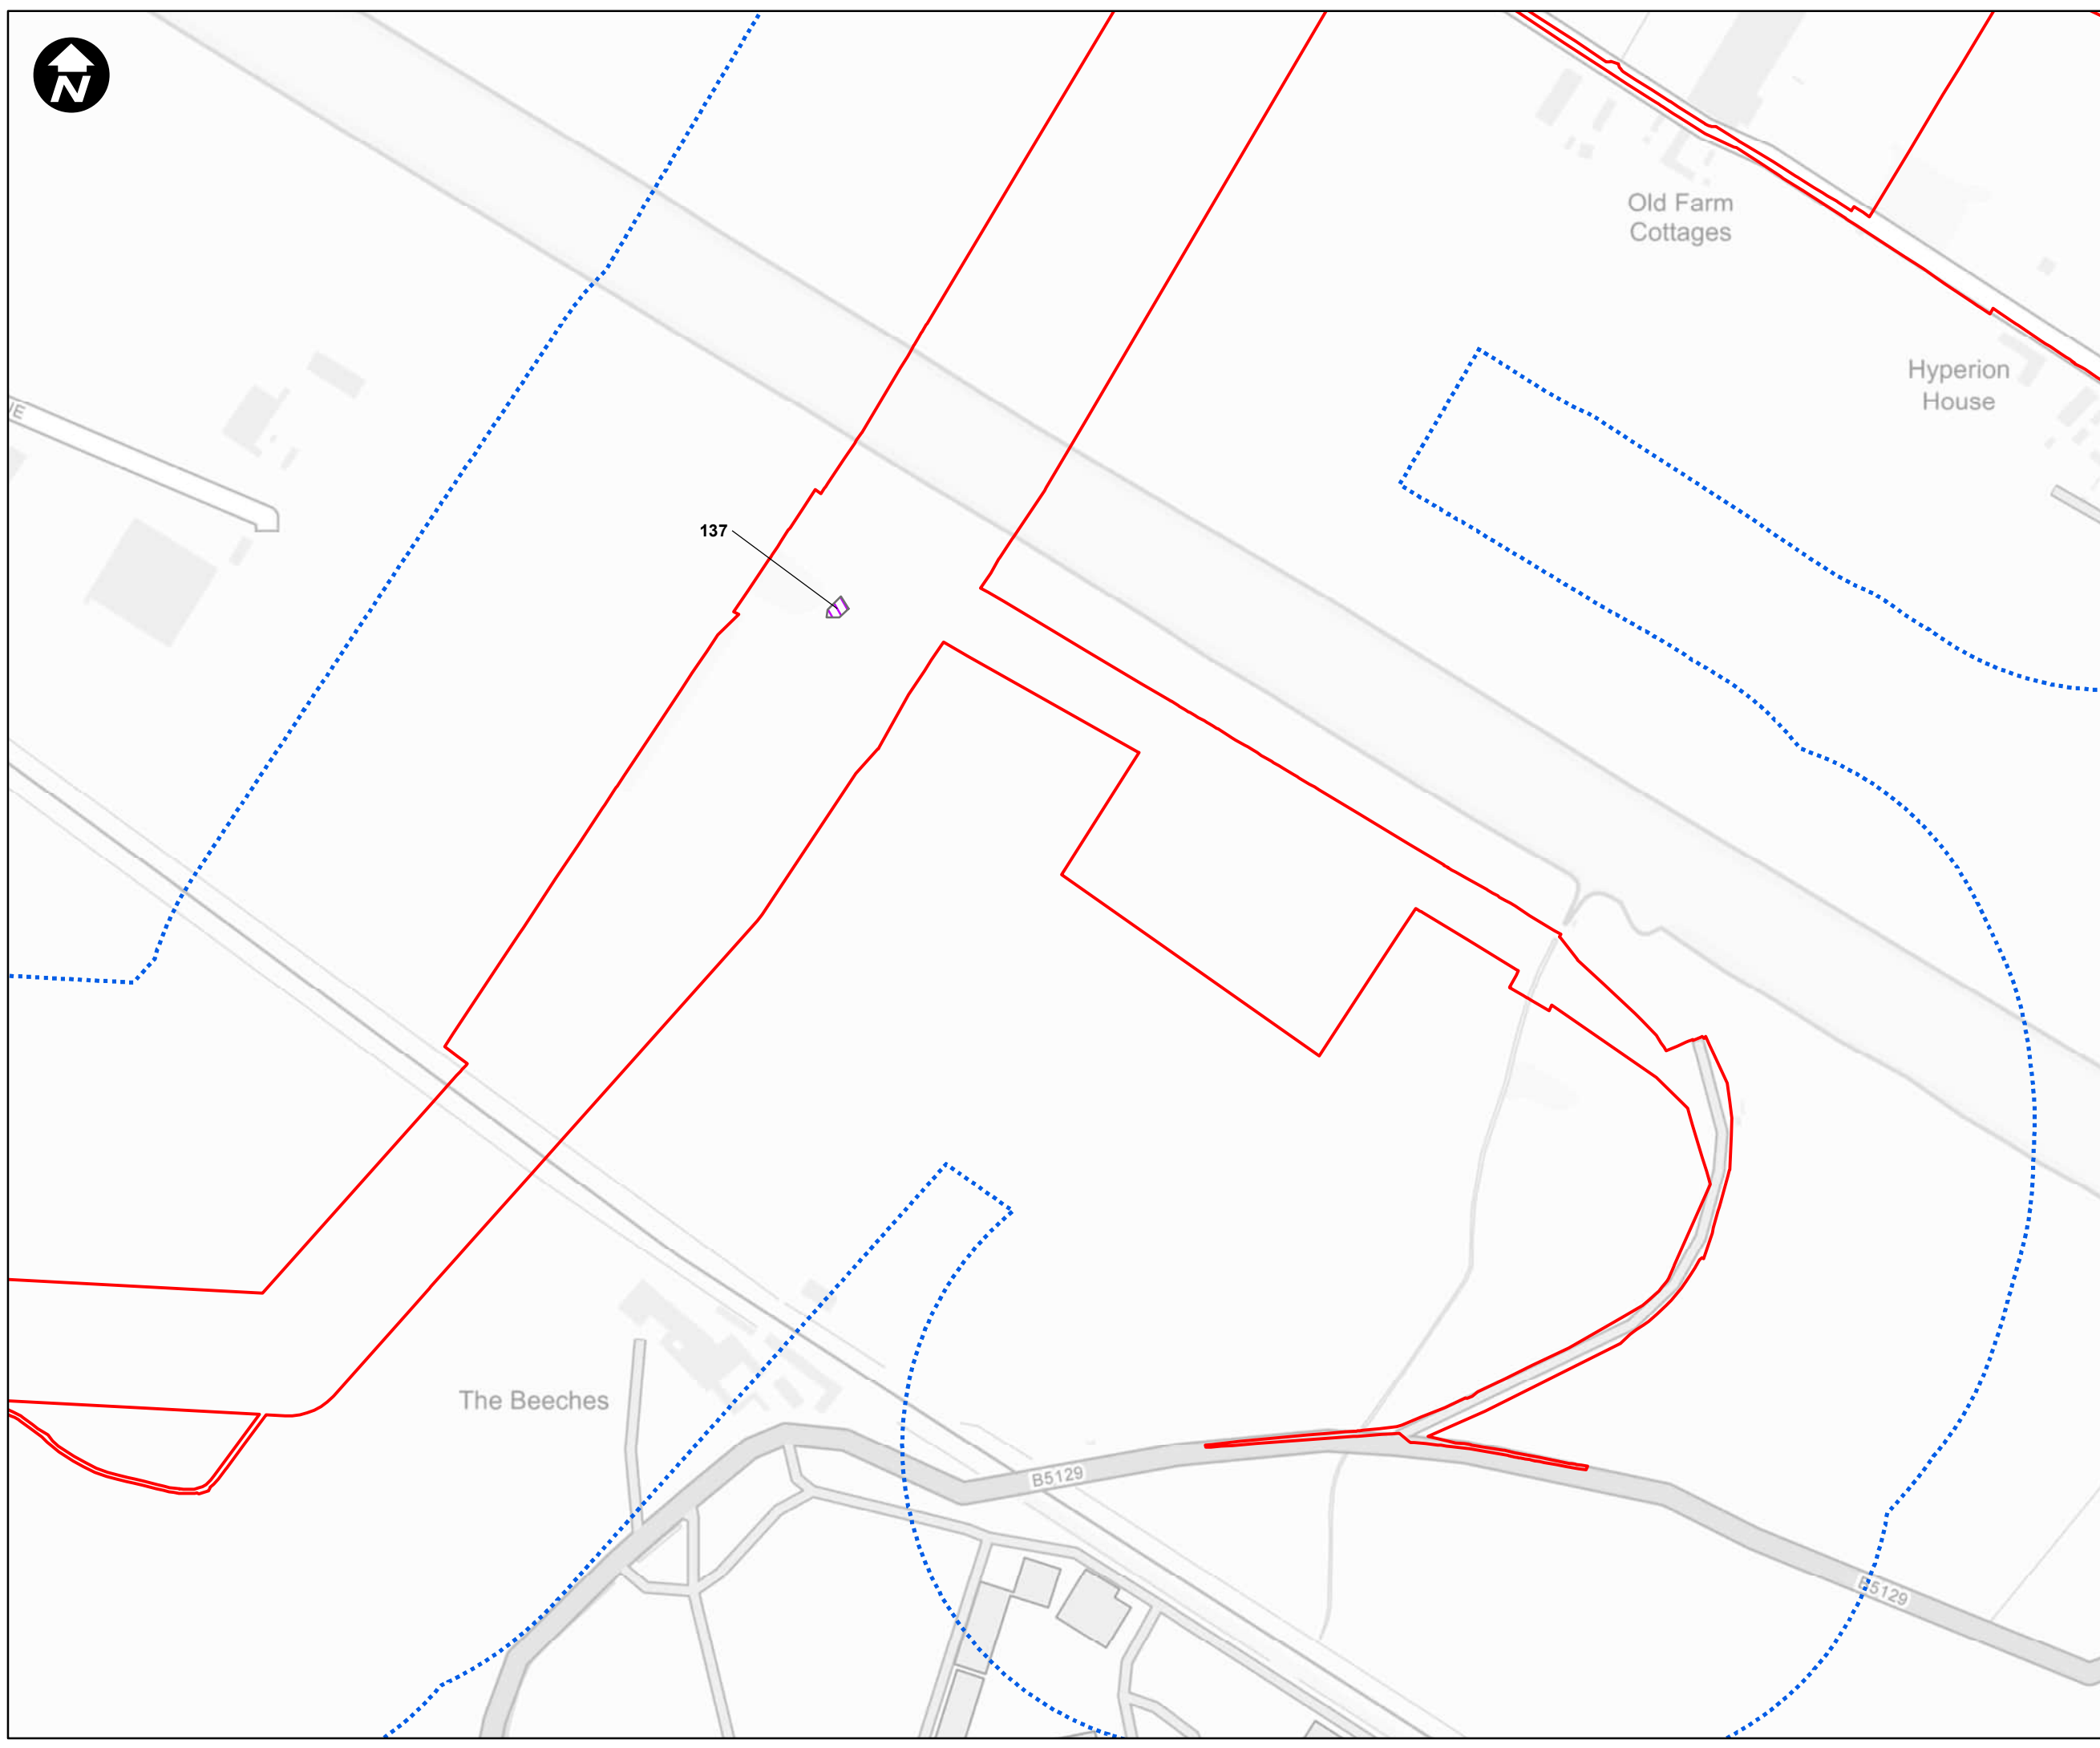 N
Old Farm
Cottages
Hyperion
House
137
The Beeches
B5129
B5129